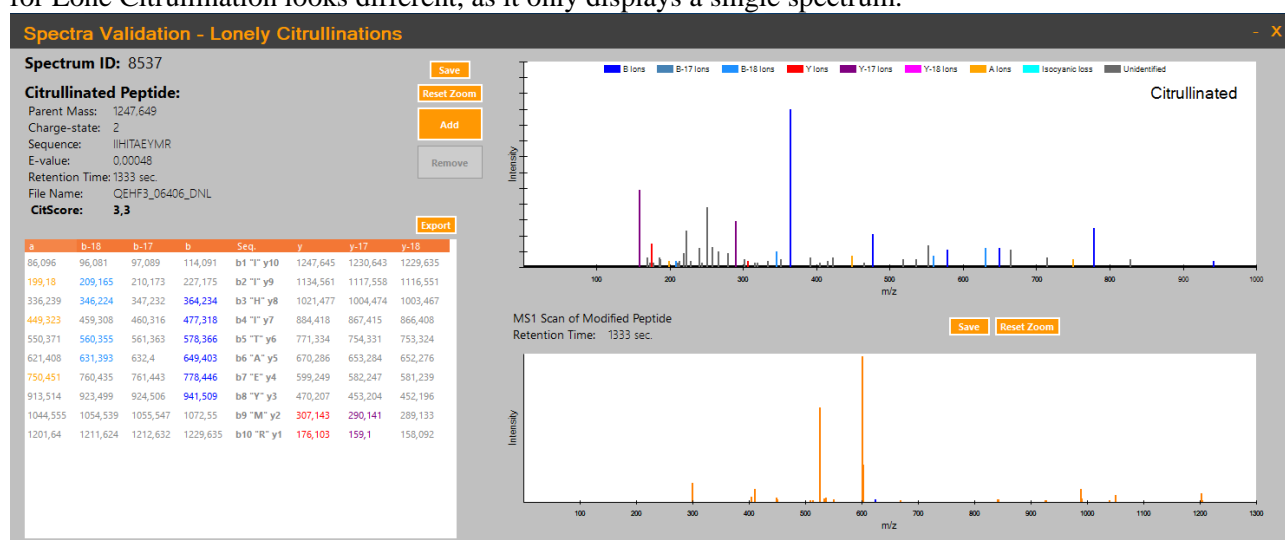 for Lone Citrullination looks different, as it only displays a single spectrum.
Spectra Validation - Lonely Citrullinations - X
Spectrum ID: 8537
Save
Citrullinated Peptide:
Reset Zoom
Parent Mass: 1247,649
Charge-state: 2
Add
Sequence: IIHITAEYMR
E-value: 0,00048
Remove
Retention Time: 1333 sec.
File Name: QEHF3_06406_DNL
CitScore: 3,3
Export
a b-18 b-17 b Seq. y y-17 y-18
86,096 96,081 97,089 114,091 b1 "I" y10 1247,645 1230,643 1229,635
199,18 209,165 210,173 227,175 b2 "I" y9 1134,561 1117,558 1116,551
336,239 346,224 347,232 364,234 b3 "H" y8 1021,477 1004,474 1003,467
449,323 459,308 460,316 477,318 b4 "I" y7 884,418 867,415 866,408
550,371 560,355 561,363 578,366 b5 "T" y6 771,334 754,331 753,324
621,408 631,393 632,4 649,403 b6 "A" y5 670,286 653,284 652,276
750,451 760,435 761,443 778,446 b7 "E" y4 599,249 582,247 581,239
913,514 923,499 924,506 941,509 b8 "Y" y3 470,207 453,204 452,196
1044,555 1054,539 1055,547 1072,55 b9 "M" y2 307,143 290,141 289,133
1201,64 1211,624 1212,632 1229,635 b10 "R" y1 176,103 159,1 158,092
B Ions B-17 Ions B-18 Ions Y Ions Y-17 Ions Y-18 Ions A Ions Isocyanic loss Unidentified
Citrullinated
Intensity
100 200 300 400 500 600 700 800 900 1000
m/z
MS1 Scan of Modified Peptide
Retention Time: 1333 sec.
Save Reset Zoom
Intensity
100 200 300 400 500 600 700 800 900 1000 1100 1200 1300
m/z